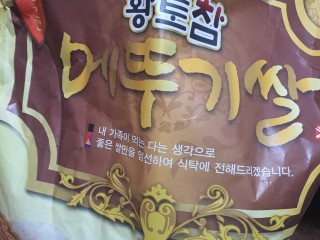 황토참
메뚜기쌀
내 가족이 먹는 다는 생각으로
좋은 쌀만을 엄선하여 식탁에 전해드리겠습니다.